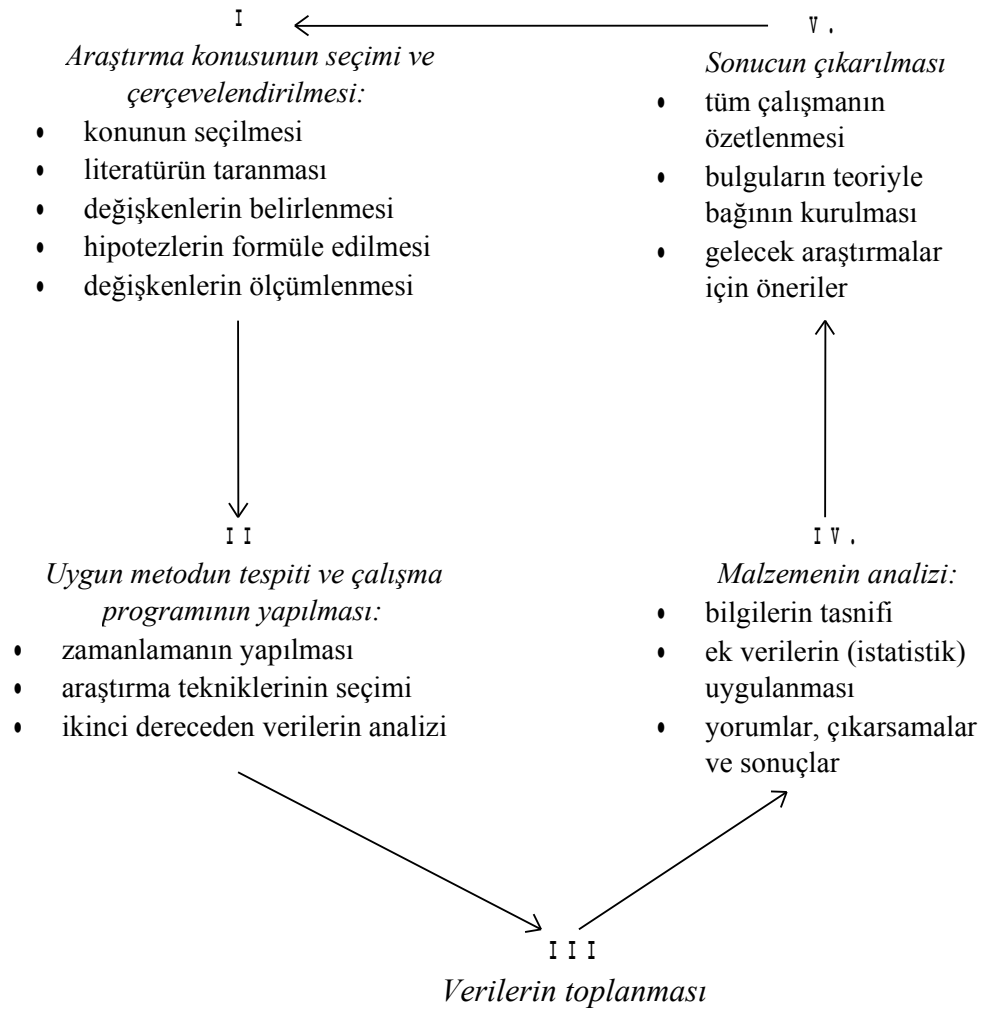 I
Araştırma konusunun seçimi ve
çerçevelendirilmesi:
• konunun seçilmesi
• literatürün taranması
• değişkenlerin belirlenmesi
• hipotezlerin formüle edilmesi
• değişkenlerin ölçümlenmesi
II
Uygun metodun tespiti ve çalışma
programının yapılması:
• zamanlamanın yapılması
• araştırma tekniklerinin seçimi
• ikinci dereceden verilerin analizi
III
Verilerin toplanması
IV.
Malzemenin analizi:
• bilgilerin tasnifi
• ek verilerin (istatistik)
uygulanması
• yorumlar, çıkarsamalar
ve sonuçlar
V.
Sonucun çıkarılması
• tüm çalışmanın
özetlenmesi
• bulguların teoriyle
bağının kurulması
• gelecek araştırmalar
için öneriler